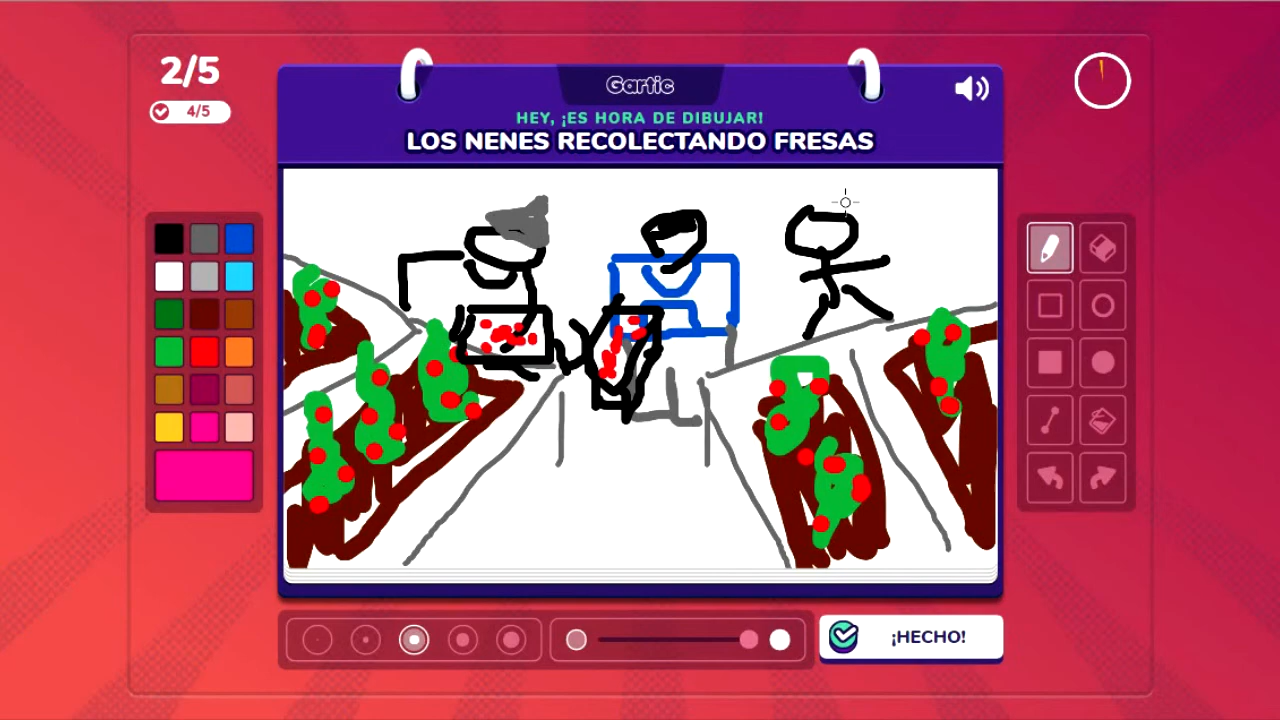 2/5
4/5
Gartic
HEY, ¡ES HORA DE DIBUJAR!
LOS NENES RECOLECTANDO FRESAS
¡HECHO!